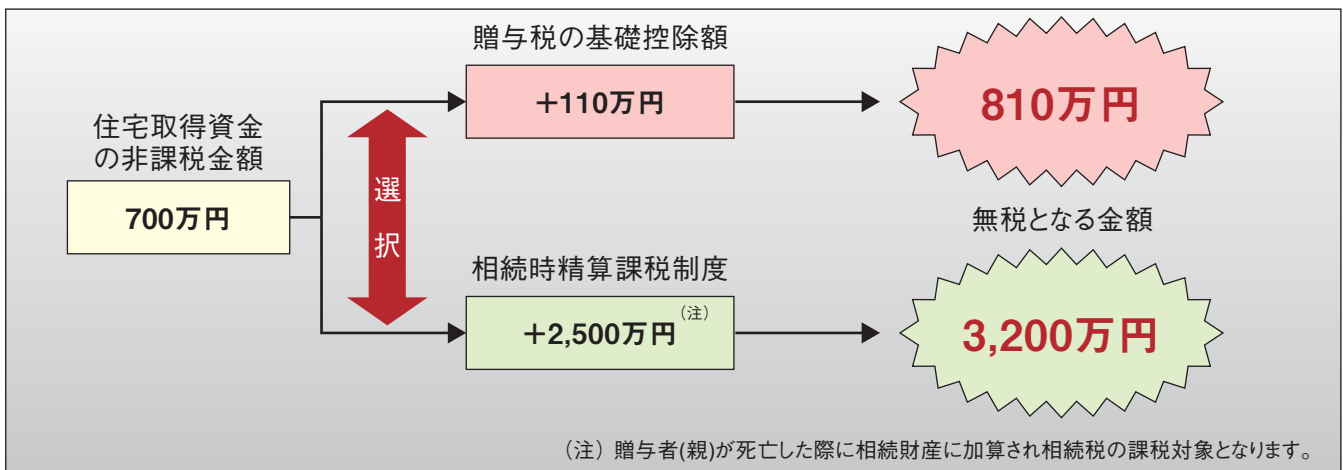 住宅取得資金
の非課税金額
700万円
選
択
贈与税の基礎控除額
+110万円
810万円
相続時精算課税制度
+2,500万円(注)
無税となる金額
3,200万円
(注) 贈与者(親)が死亡した際に相続財産に加算され相続税の課税対象となります。